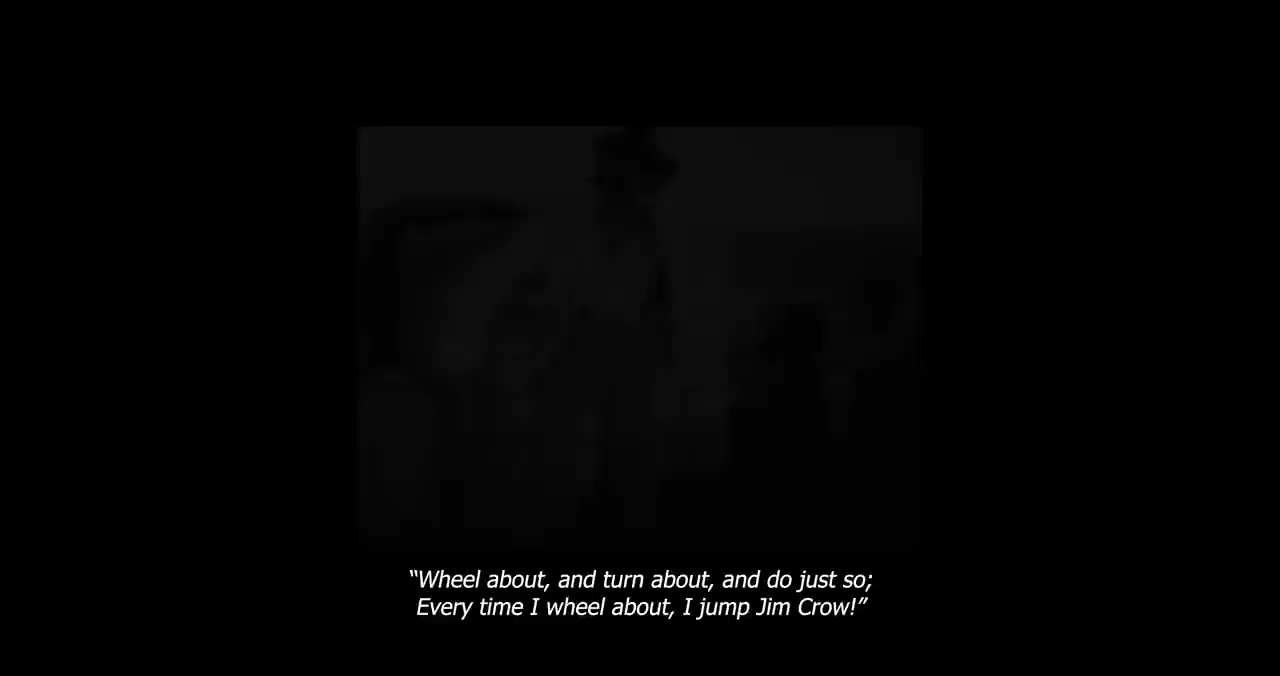 “Wheel about, and turn about, and do just so;
Every time I wheel about, I jump Jim Crow!”